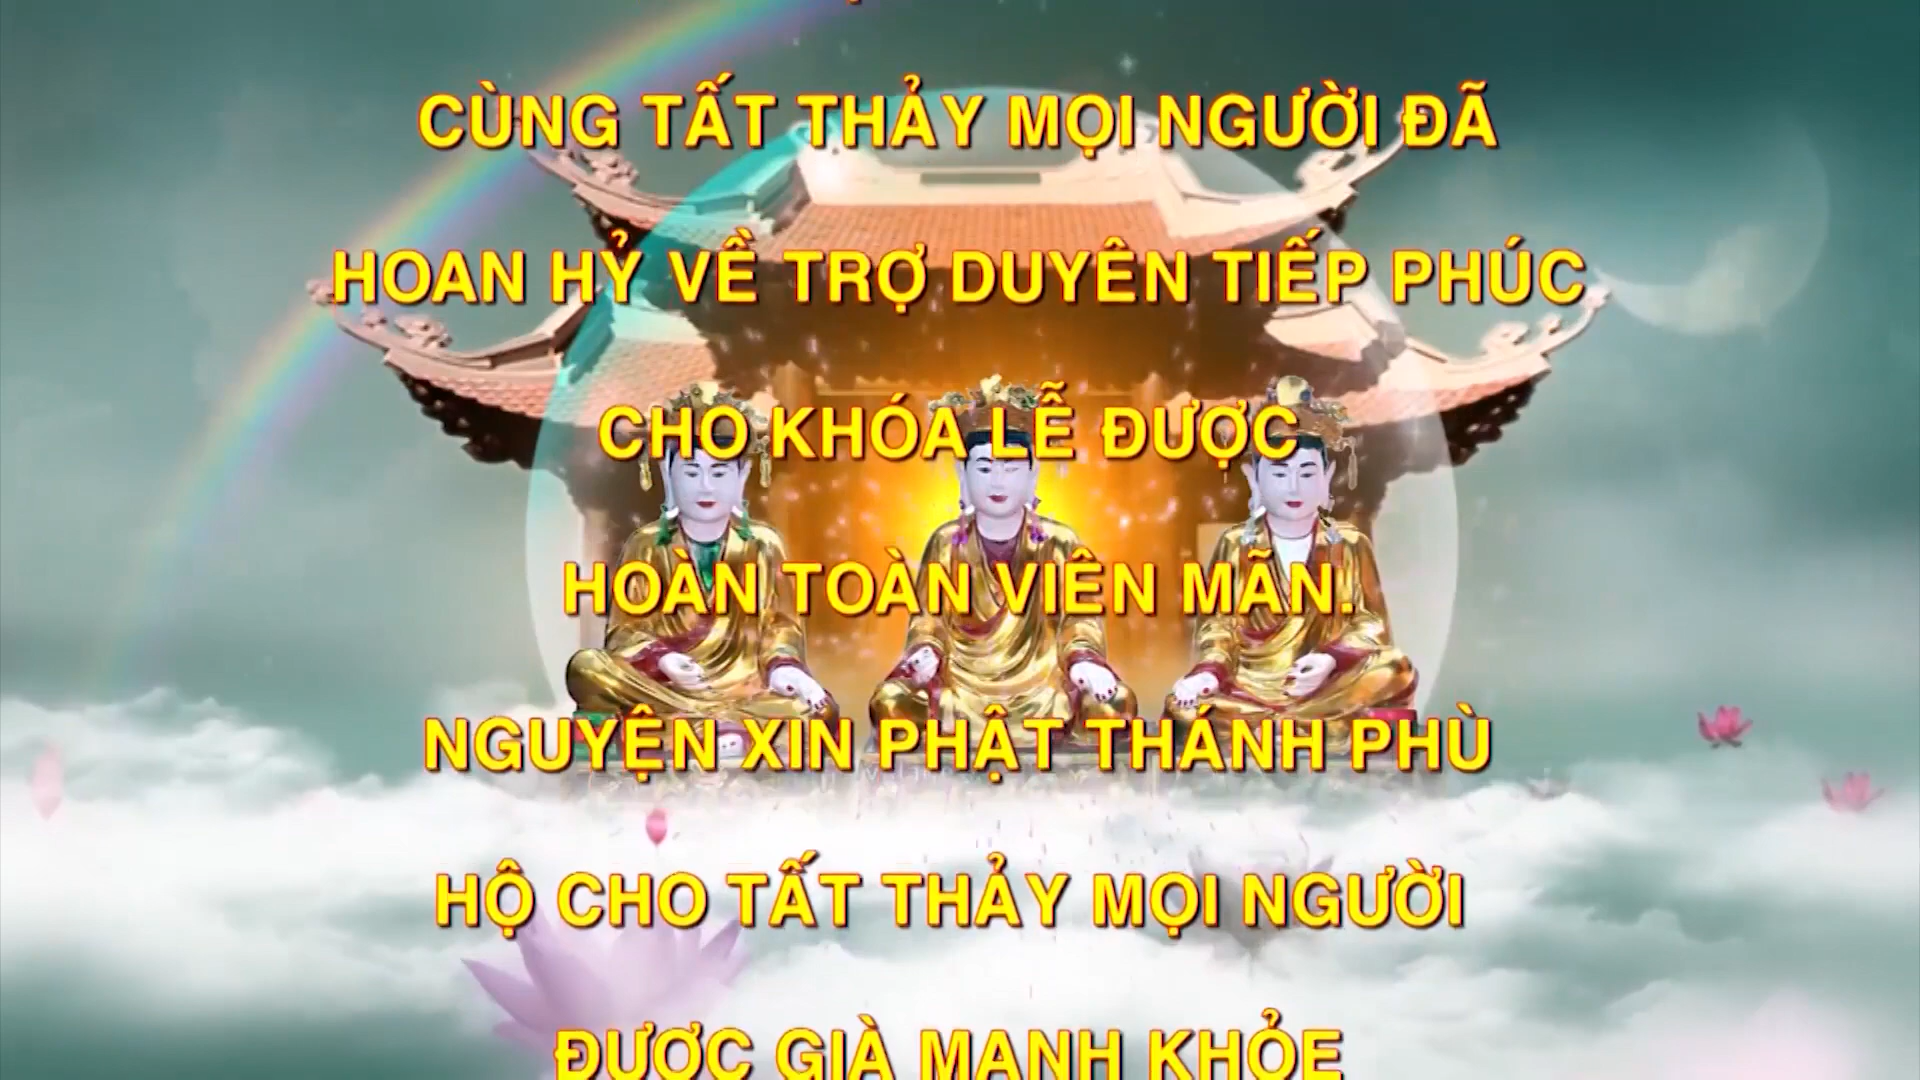 CÙNG TẤT THẢY MỌI NGƯỜI ĐÃ
HOAN HỶ VỀ TRỢ DUYÊN TIẾP PHÚC
CHO KHÓA LỄ ĐƯỢC
HOÀN TOÀN VIÊN MÃN.
NGUYỆN XIN PHẬT THÁNH PHÙ
HỘ CHO TẤT THẢY MỌI NGƯỜI
ĐƯỢC GIÀ MẠNH KHỎE